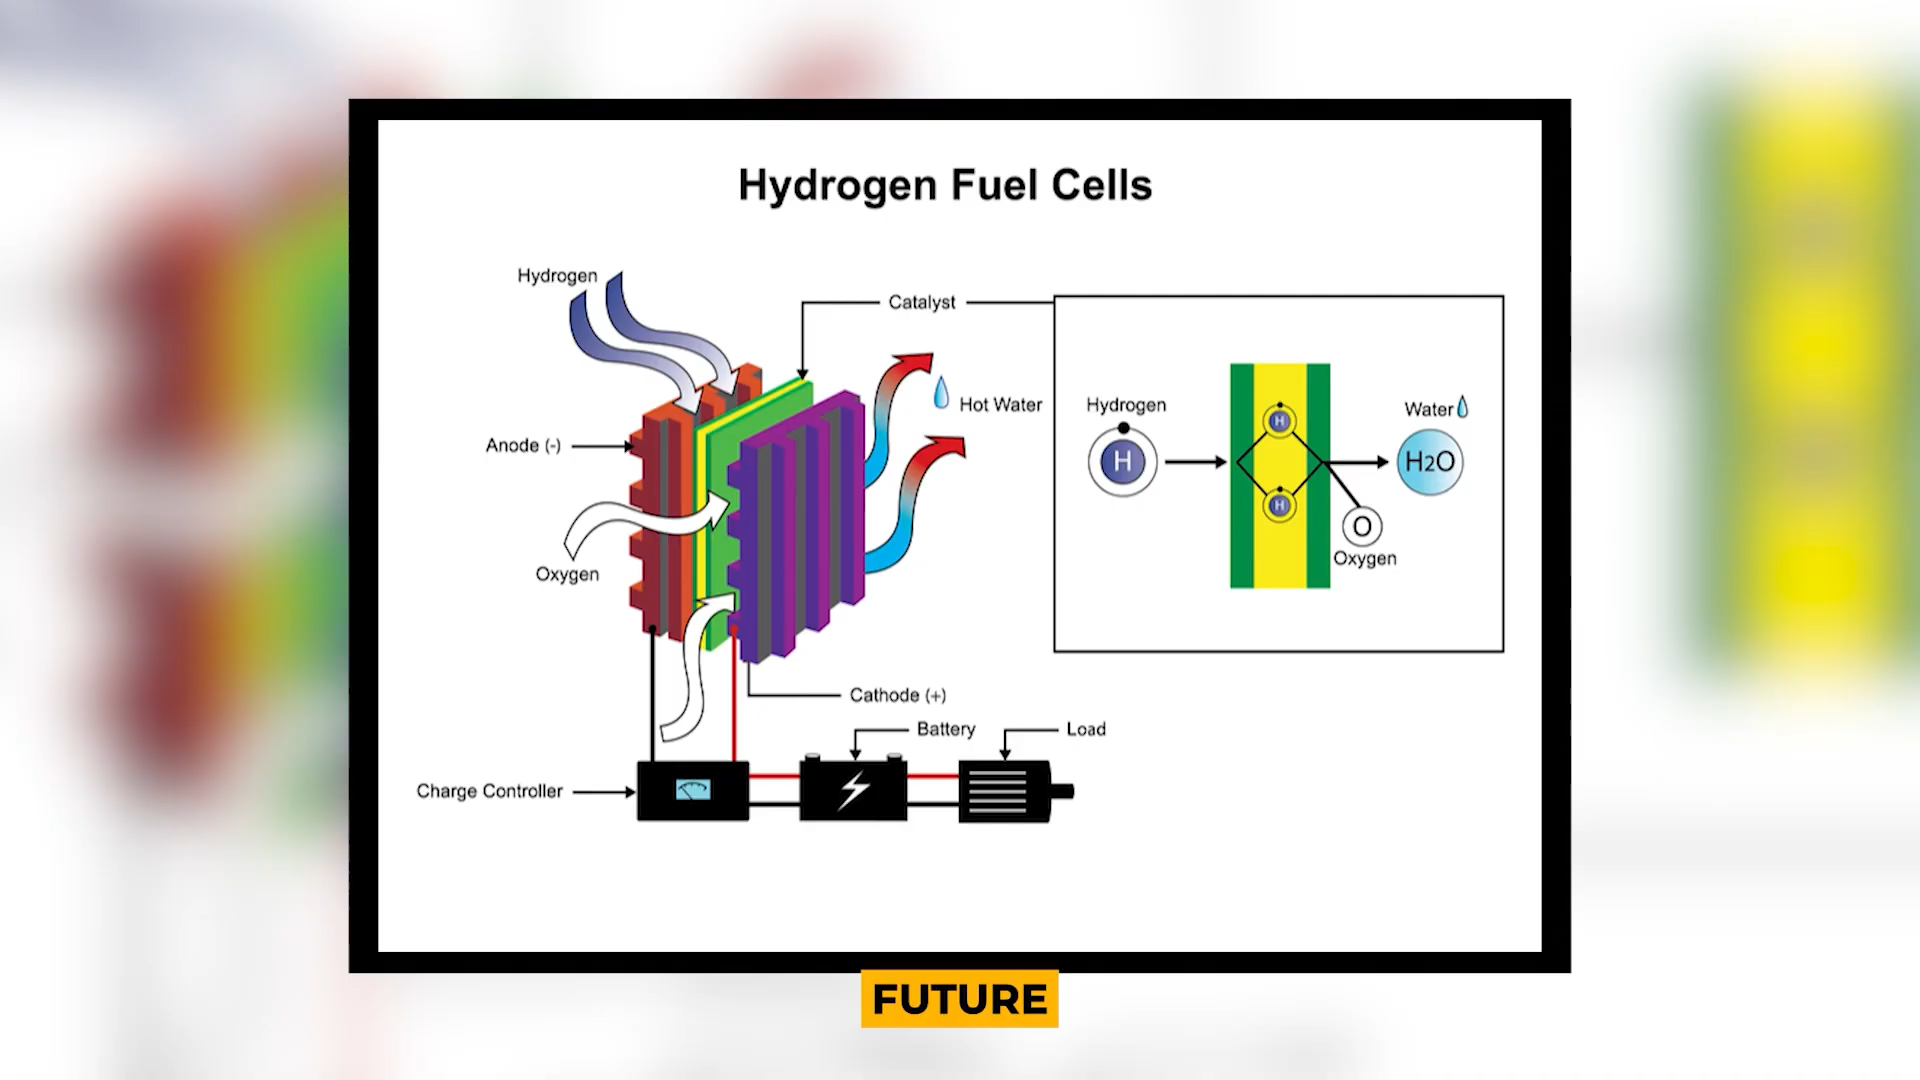 Hydrogen Fuel Cells
Hydrogen
Catalyst
Anode (-)
Hot Water
Oxygen
Cathode (+)
Battery
Load
Charge Controller
Hydrogen
H
H
H
Water
H2O
O
Oxygen
FUTURE